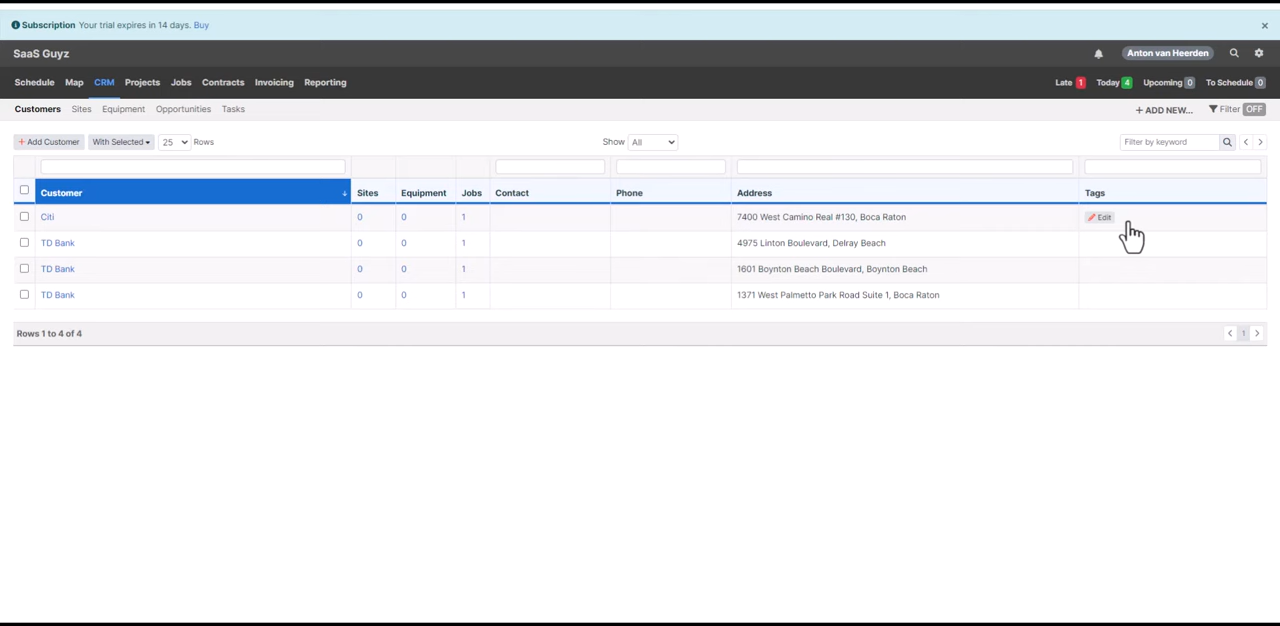 Subscription Your trial expires in 14 days. Buy ×
SaaS Guyz Anton van Heerden
Schedule Map CRM Projects Jobs Contracts Invoicing Reporting Late 1 Today 4 Upcoming 0 To Schedule 0
Customers Sites Equipment Opportunities Tasks + ADD NEW... Filter OFF
+ Add Customer With Selected 25 Rows Show All Filter by keyword
Customer ↓ Sites Equipment Jobs Contact Phone Address Tags
Citi 0 0 1 7400 West Camino Real #130, Boca Raton Edit
TD Bank 0 0 1 4975 Linton Boulevard, Delray Beach
TD Bank 0 0 1 1601 Boynton Beach Boulevard, Boynton Beach
TD Bank 0 0 1 1371 West Palmetto Park Road Suite 1, Boca Raton
Rows 1 to 4 of 4 1